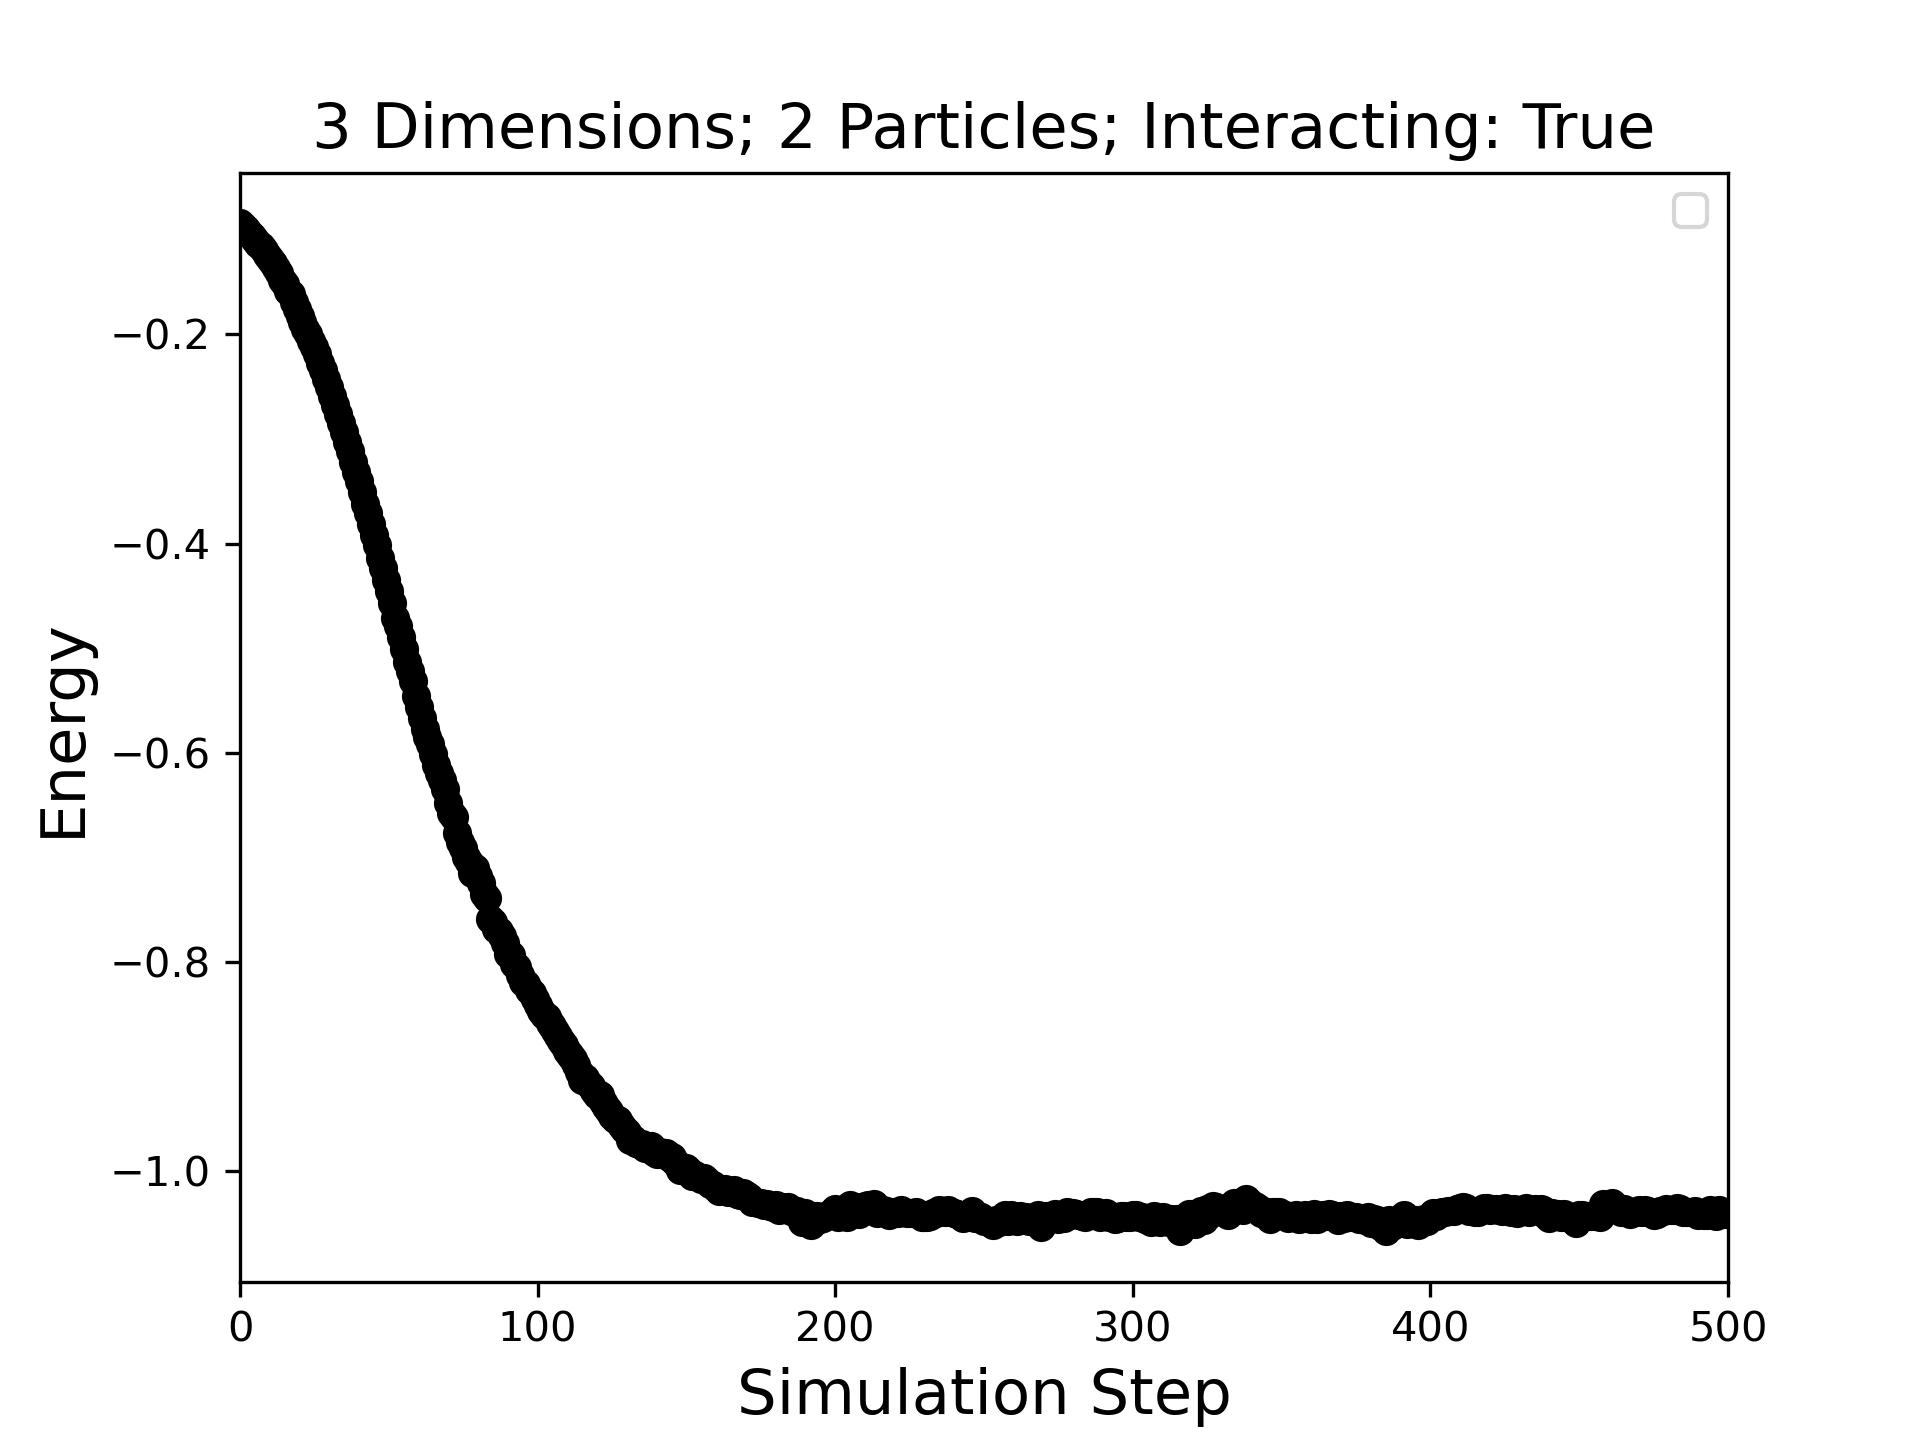 3 Dimensions; 2 Particles; Interacting: True
Energy
−0.2
−0.4
−0.6
−0.8
−1.0
0 100 200 300 400 500
Simulation Step